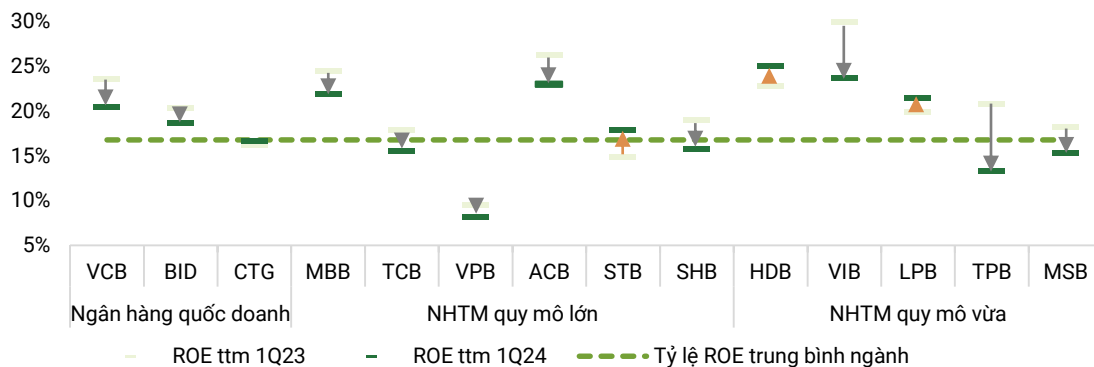 30%
25%
20%
15%
10%
5%
VCB BID CTG MBB TCB VPB ACB STB SHB HDB VIB LPB TPB MSB
Ngân hàng quốc doanh NHTM quy mô lớn NHTM quy mô vừa
ROE ttm 1Q23 ROE ttm 1Q24 Tỷ lệ ROE trung bình ngành